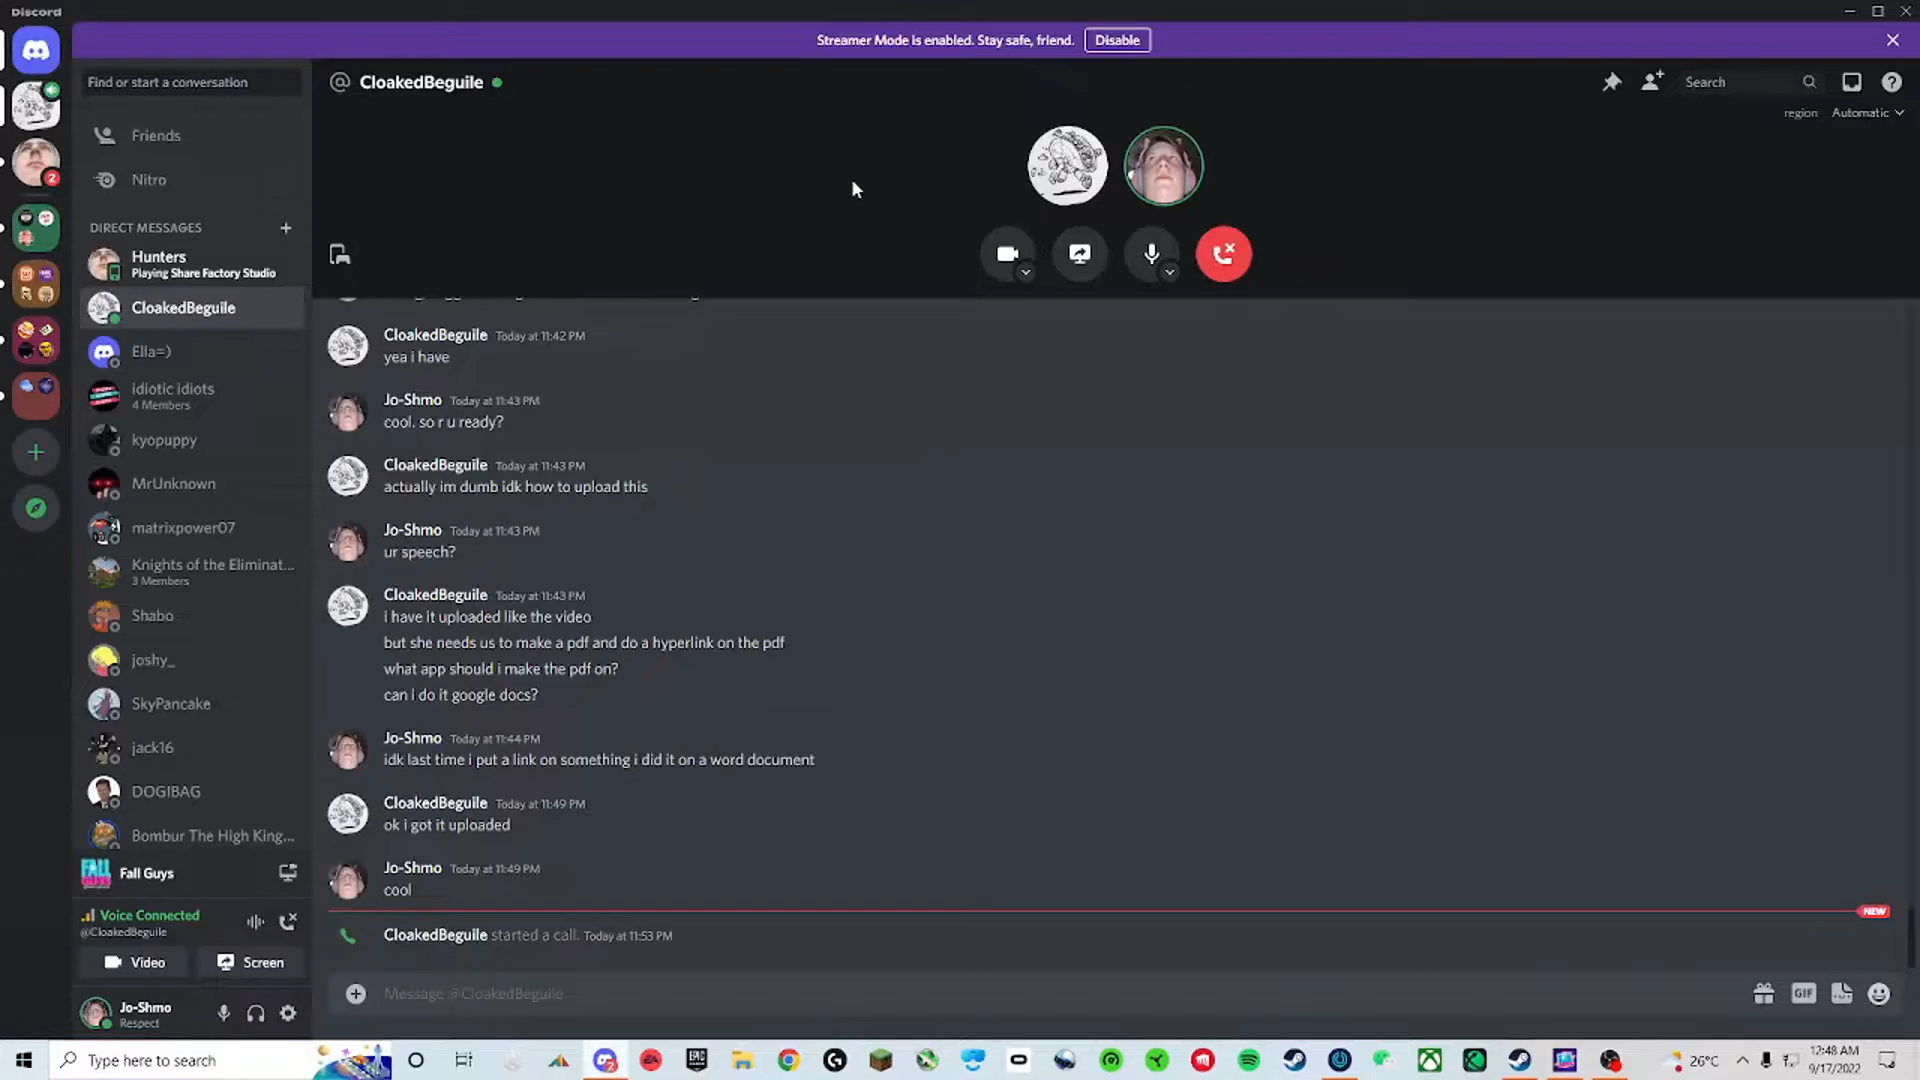 Discord
Streamer Mode is enabled. Stay safe, friend.
Disable
Find or start a conversation
CloakedBeguile
Search
region
Automatic
Friends
Nitro
DIRECT MESSAGES
Hunters
Playing Share Factory Studio
CloakedBeguile
Ella=)
idiotic idiots
4 Members
kyopuppy
MrUnknown
matrixpower07
Knights of the Eliminat...
3 Members
Shabo
joshy_
SkyPancake
jack16
DOGIBAG
Bombur The High King...
Fall Guys
Voice Connected
@CloakedBeguile
Video
Screen
Jo-Shmo
Respect
2
CloakedBeguile Today at 11:42 PM
yea i have
Jo-Shmo Today at 11:43 PM
cool. so r u ready?
CloakedBeguile Today at 11:43 PM
actually im dumb idk how to upload this
Jo-Shmo Today at 11:43 PM
ur speech?
CloakedBeguile Today at 11:43 PM
i have it uploaded like the video
but she needs us to make a pdf and do a hyperlink on the pdf
what app should i make the pdf on?
can i do it google docs?
Jo-Shmo Today at 11:44 PM
idk last time i put a link on something i did it on a word document
CloakedBeguile Today at 11:49 PM
ok i got it uploaded
Jo-Shmo Today at 11:49 PM
cool
NEW
CloakedBeguile started a call. Today at 11:53 PM
Message @CloakedBeguile
GIF
Type here to search
26°C
12:48 AM
9/17/2022